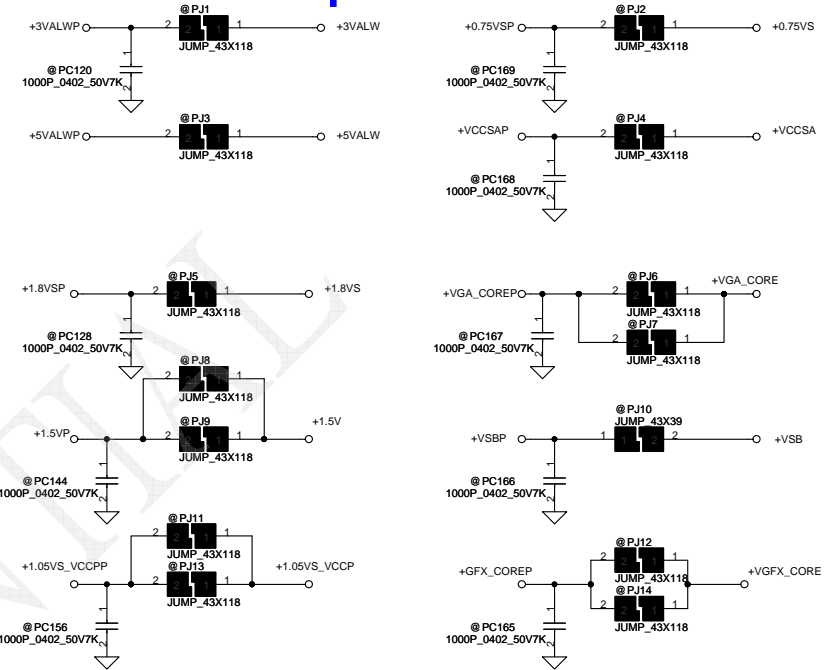 @PJ1
+3VALWP 2 2 1 1 +3VALW
JUMP_43X118
1
@PC120
1000P_0402_50V7K
2
@PJ3
+5VALWP 2 2 1 1 +5VALW
JUMP_43X118
@PJ2
+0.75VSP 2 2 1 1 +0.75VS
JUMP_43X118
1
@PC169
1000P_0402_50V7K
2
@PJ4
+VCCSAP 2 2 1 1 +VCCSA
JUMP_43X118
1
@PC168
1000P_0402_50V7K
2
@PJ5
+1.8VSP 2 2 1 1 +1.8VS
JUMP_43X118
1
@PC128
1000P_0402_50V7K
2
@PJ8
2 2 1 1
JUMP_43X118
@PJ9
+1.5VP 2 2 1 1 +1.5V
JUMP_43X118
1
@PC144
1000P_0402_50V7K
2
@PJ11
2 2 1 1
JUMP_43X118
@PJ13
+1.05VS_VCCPP 2 2 1 1 +1.05VS_VCCP
JUMP_43X118
1
@PC156
1000P_0402_50V7K
2
@PJ6
+VGA_COREP 2 2 1 1 +VGA_CORE
JUMP_43X118
@PJ7
2 2 1 1
JUMP_43X118
1
@PC167
1000P_0402_50V7K
2
@PJ10
+VSBP 1 1 2 2 +VSB
JUMP_43X39
1
@PC166
1000P_0402_50V7K
2
@PJ12
2 2 1 1
JUMP_43X118
+GFX_COREP +VGFX_CORE
@PJ14
2 2 1 1
JUMP_43X118
1
@PC165
1000P_0402_50V7K
2
NTIAL